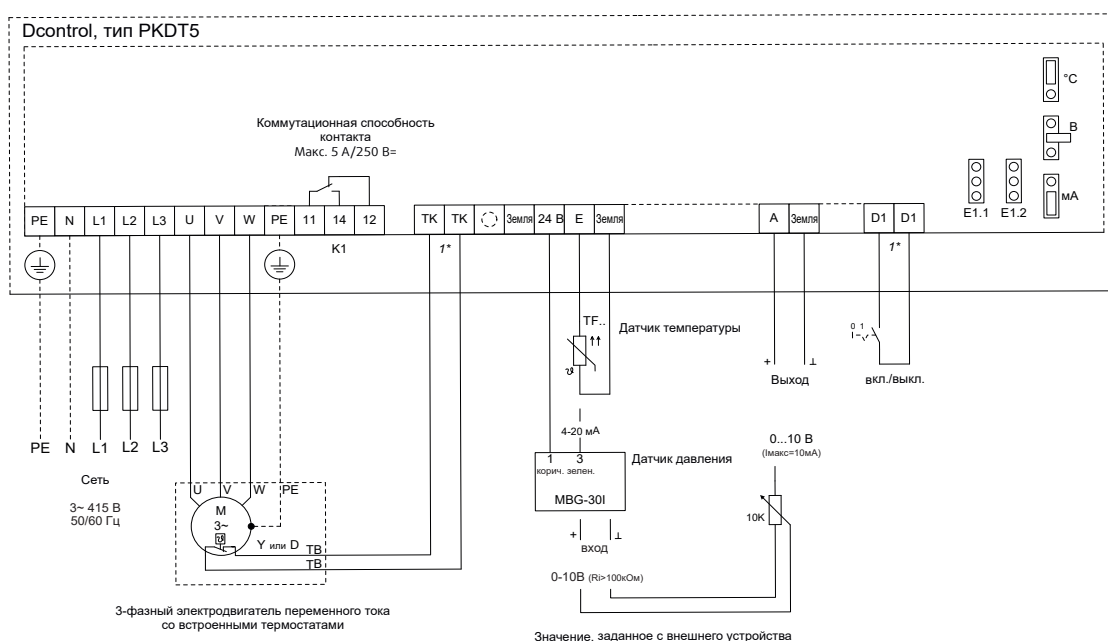 Dcontrol, тип PKDT5
°C
B
мА
E1.1 E1.2
Коммутационная способность
контакта
Макс. 5 А/250 В=
PE N L1 L2 L3 U V W PE 11 14 12
TK TK Земля 24 В E Земля
A Земля
D1 D1
K1
1*
1*
TF..
Датчик температуры
ϑ
0 1
+ ⊥
Выход
вкл./выкл.
4-20 мА
1 3
корич. зелен.
MBG-30I
Датчик давления
0...10 В
(Iмакс=10мА)
10K
+ ⊥
вход
0-10В (Ri>100кОм)
Значение, заданное с внешнего устройства
PE N L1 L2 L3
Сеть
3~ 415 В
50/60 Гц
U V W PE
M
3~
ϑ
Y или D
TB
TB
3-фазный электродвигатель переменного тока
со встроенными термостатами